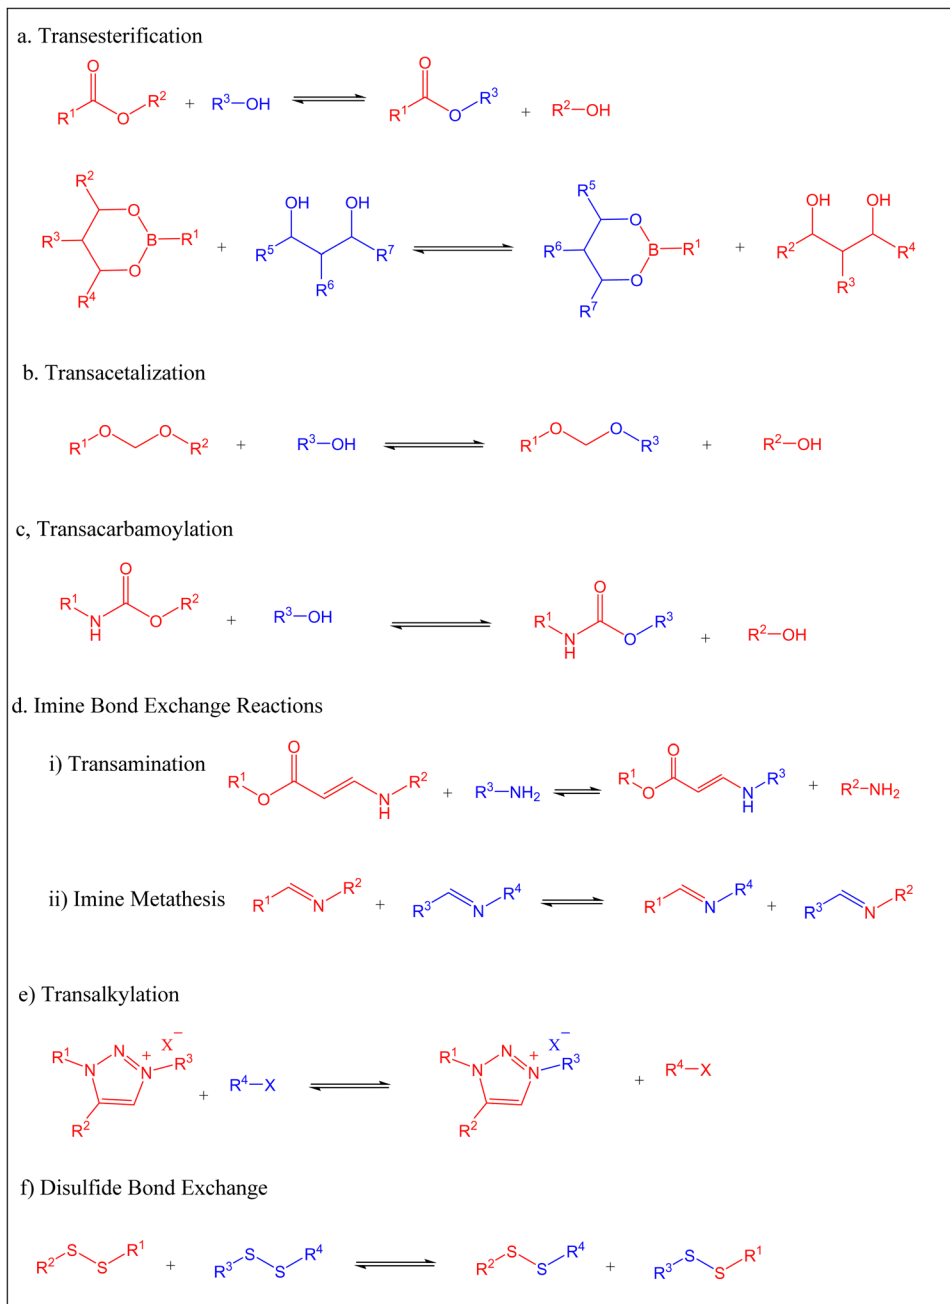 a. Transesterification
O
R² R³
R¹ O + R³—OH R¹ O + R²—OH
O
R² OH OH R⁵ OH OH
R³ O B R¹ + R⁵ R⁷ R⁶ O B R¹ + R² R⁴
R⁴ O R⁶ R⁷ O R³
b. Transacetalization
R¹ O O R² + R³—OH R¹ O O R³ + R²—OH
c, Transacarbamoylation
O O
R¹ N H O R² + R³—OH R¹ N H O R³ + R²—OH
d. Imine Bond Exchange Reactions
O O
i) Transamination R¹ O N H R² + R³—NH₂ R¹ O N H R³ + R²—NH₂
ii) Imine Metathesis R¹ N R² + R³ N R⁴ R¹ N R⁴ + R³ N R²
e) Transalkylation
X⁻ X⁻
R¹ N N N + R³ R² + R⁴—X R¹ N N N + R³ R² + R⁴—X
f) Disulfide Bond Exchange
R² S S R¹ + R³ S S R⁴ R² S S R⁴ + R³ S S R¹